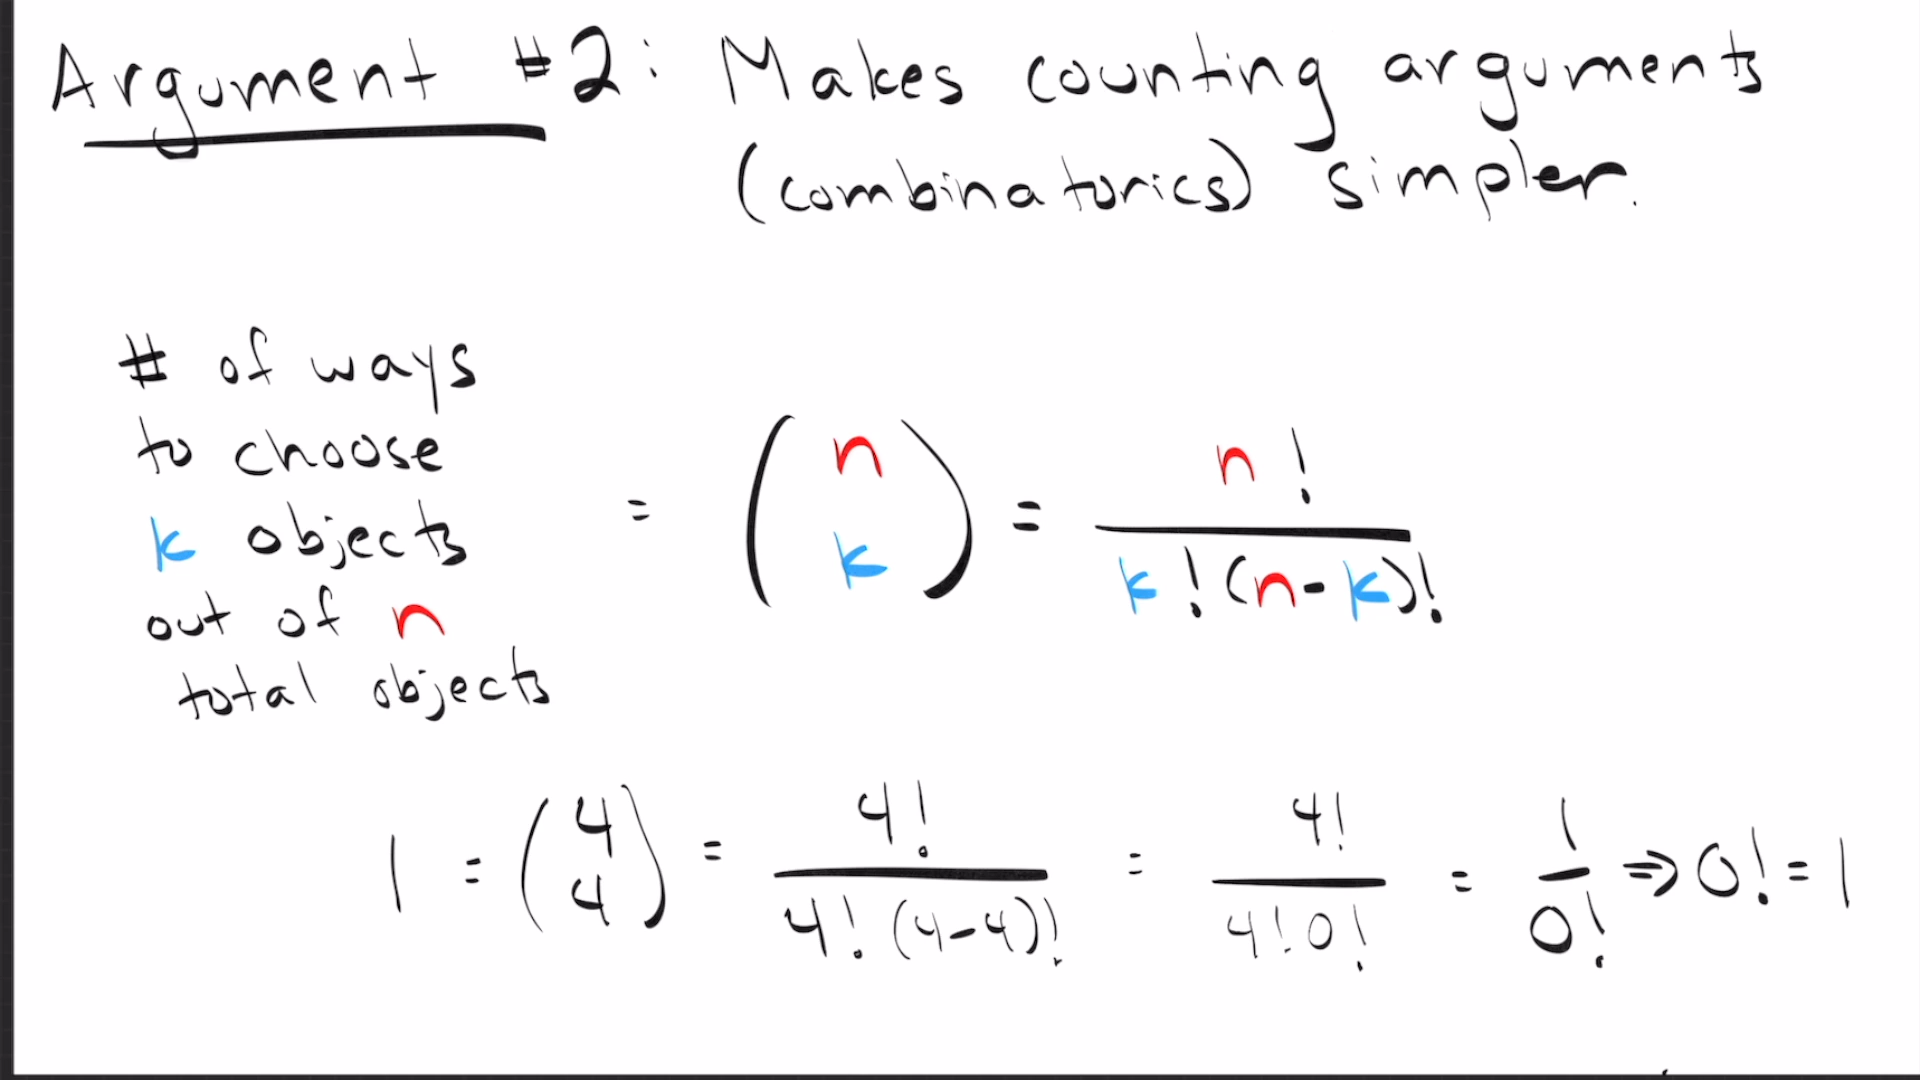 Argument #2: Makes counting arguments
(combinatorics) simpler.
# of ways
to choose
k objects
out of n
total objects
= (n k) = n! / k!(n-k)!
1 = (4 4) = 4! / 4!(4-4)! = 4! / 4!0! = 1 / 0! ⇒ 0! = 1